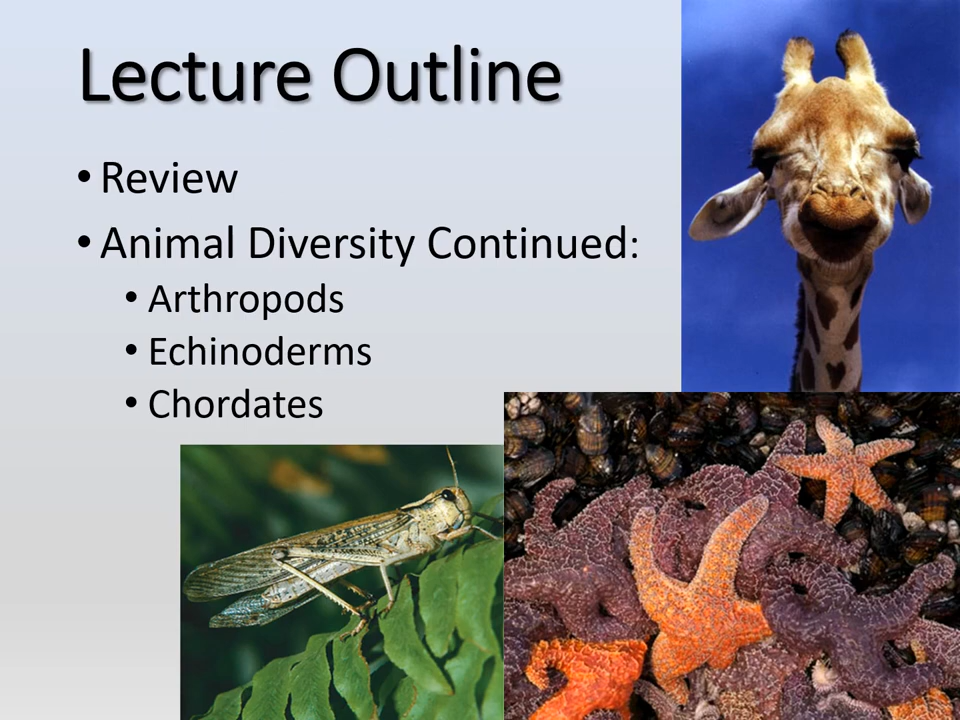 Lecture Outline
• Review
• Animal Diversity Continued:
• Arthropods
• Echinoderms
• Chordates